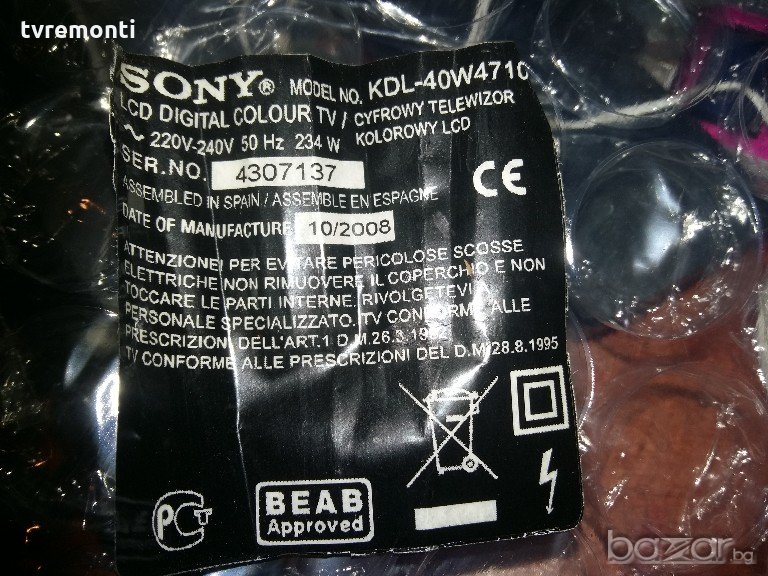 tvremonti
SONY® MODEL NO. KDL-40W4710
LCD DIGITAL COLOUR TV / CYFROWY TELEWIZOR
KOLOROWY LCD
~ 220V-240V 50 Hz 234 W
SER.NO. 4307137
ASSEMBLED IN SPAIN / ASSEMBLE EN ESPAGNE
DATE OF MANUFACTURE 10/2008
CE
ATTENZIONE: PER EVITARE PERICOLOSE SCOSSE
ELETTRICHE NON RIMUOVERE IL COPERCHIO E NON
TOCCARE LE PARTI INTERNE. RIVOLGETEVI A
PERSONALE SPECIALIZZATO. TV CONFORME ALLE
PRESCRIZIONI DELL'ART.1 D.M.26.3
TV CONFORME ALLE PRESCRIZIONI DEL D.M.28.8.1995
PCT
BEAB
Approved
bazar.bg